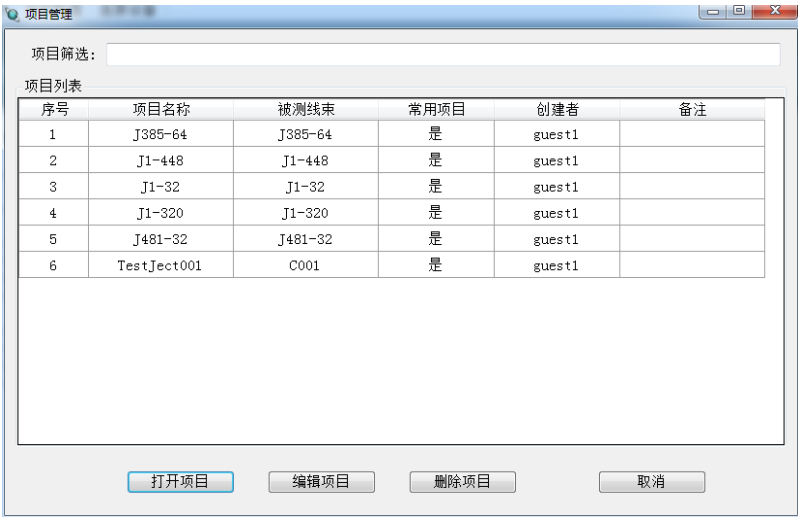 项目管理
项目筛选：
项目列表
序号 项目名称 被测线束 常用项目 创建者 备注
1 J385-64 J385-64 是 guest1
2 J1-448 J1-448 是 guest1
3 J1-32 J1-32 是 guest1
4 J1-320 J1-320 是 guest1
5 J481-32 J481-32 是 guest1
6 TestJect001 C001 是 guest1
打开项目 编辑项目 删除项目 取消